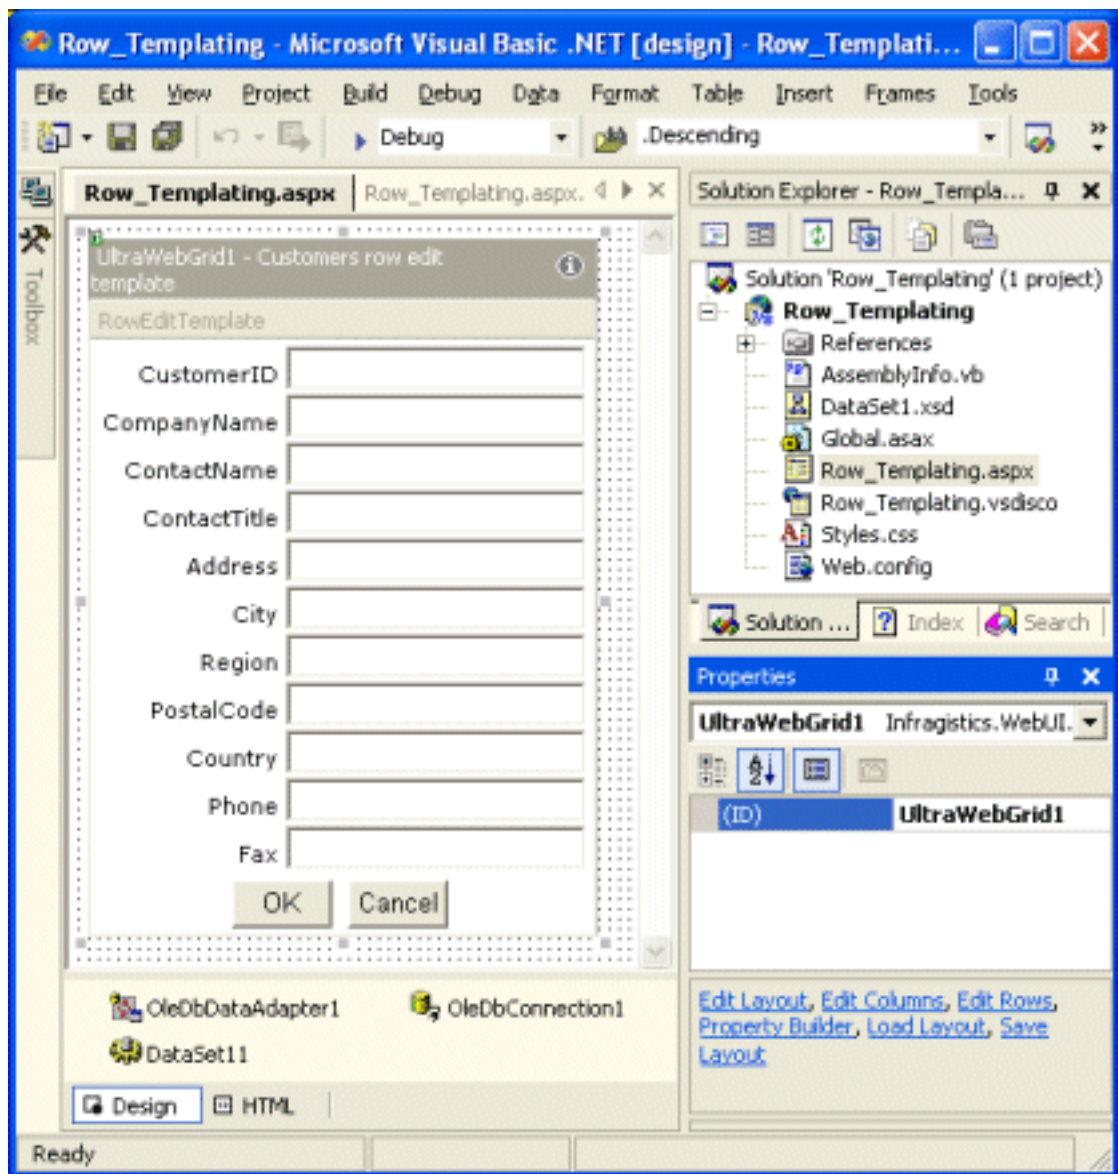 Row_Templating - Microsoft Visual Basic .NET [design] - Row_Templati...
File Edit View Project Build Debug Data Format Table Insert Frames Tools
Debug .Descending
Row_Templating.aspx Row_Templating.aspx.
Toolbox
UltraWebGrid1 - Customers row edit
template
RowEditTemplate
CustomerID
CompanyName
ContactName
ContactTitle
Address
City
Region
PostalCode
Country
Phone
Fax
OK Cancel
OleDbDataAdapter1 OleDbConnection1
DataSet11
Design HTML
Ready
Solution Explorer - Row_Templa...
Solution 'Row_Templating' (1 project)
Row_Templating
References
AssemblyInfo.vb
DataSet1.xsd
Global.asax
Row_Templating.aspx
Row_Templating.vsdisco
Styles.css
Web.config
Solution ... Index Search
Properties
UltraWebGrid1 Infragistics.WebUI.
(ID) UltraWebGrid1
Edit Layout, Edit Columns, Edit Rows,
Property Builder, Load Layout, Save
Layout